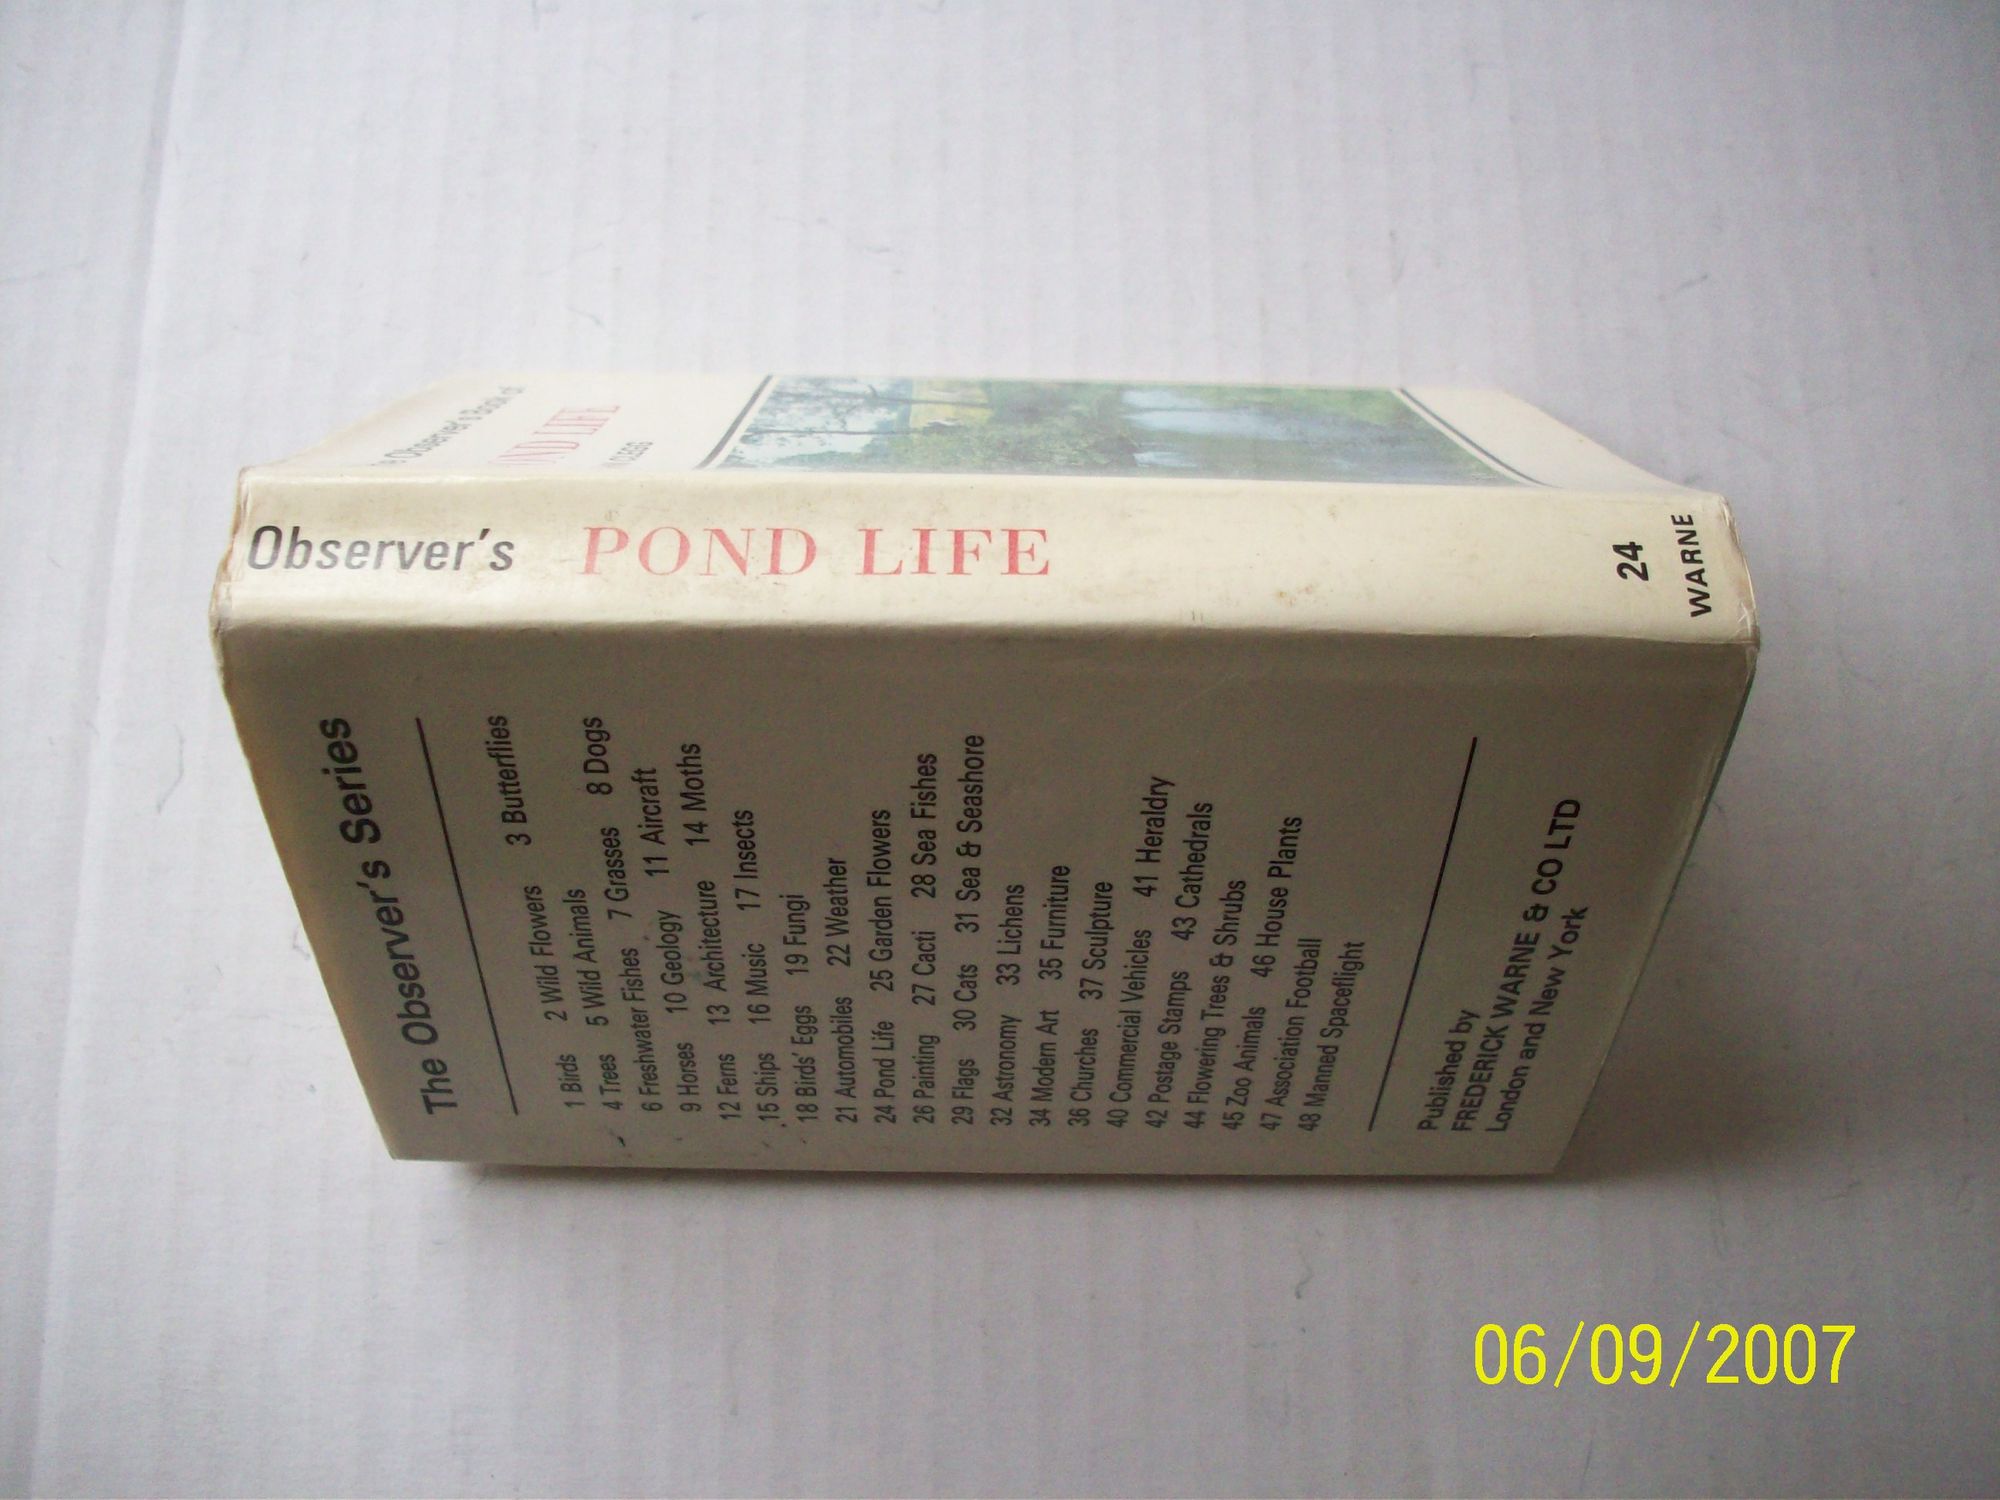 Observer's Book of
POND LIFE
CLEGG
Observer's POND LIFE
24
WARNE
The Observer's Series
1 Birds 2 Wild Flowers 3 Butterflies
4 Trees 5 Wild Animals
6 Freshwater Fishes 7 Grasses 8 Dogs
9 Horses 10 Geology 11 Aircraft
12 Ferns 13 Architecture 14 Moths
15 Ships 16 Music 17 Insects
18 Birds' Eggs 19 Fungi
21 Automobiles 22 Weather
24 Pond Life 25 Garden Flowers
26 Painting 27 Cacti 28 Sea Fishes
29 Flags 30 Cats 31 Sea & Seashore
32 Astronomy 33 Lichens
34 Modern Art 35 Furniture
36 Churches 37 Sculpture
40 Commercial Vehicles 41 Heraldry
42 Postage Stamps 43 Cathedrals
44 Flowering Trees & Shrubs
45 Zoo Animals 46 House Plants
47 Association Football
48 Manned Spaceflight
Published by
FREDERICK WARNE & CO LTD
London and New York
06/09/2007